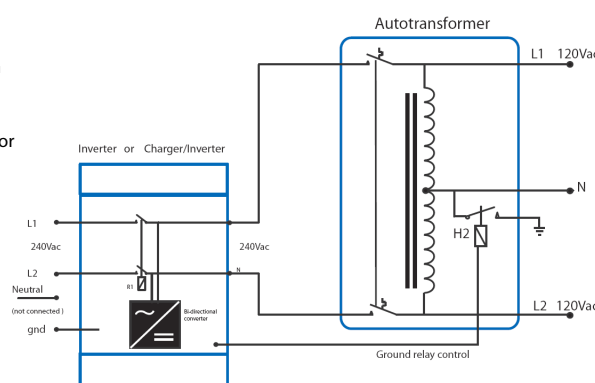 Autotransformer
L1 120Vac
or
Inverter or Charger/Inverter
N
L1
H2
240Vac
240Vac
L2
N
Neutral
R1
L2 120Vac
(not connected )
Bi-directional
converter
gnd
Ground relay control